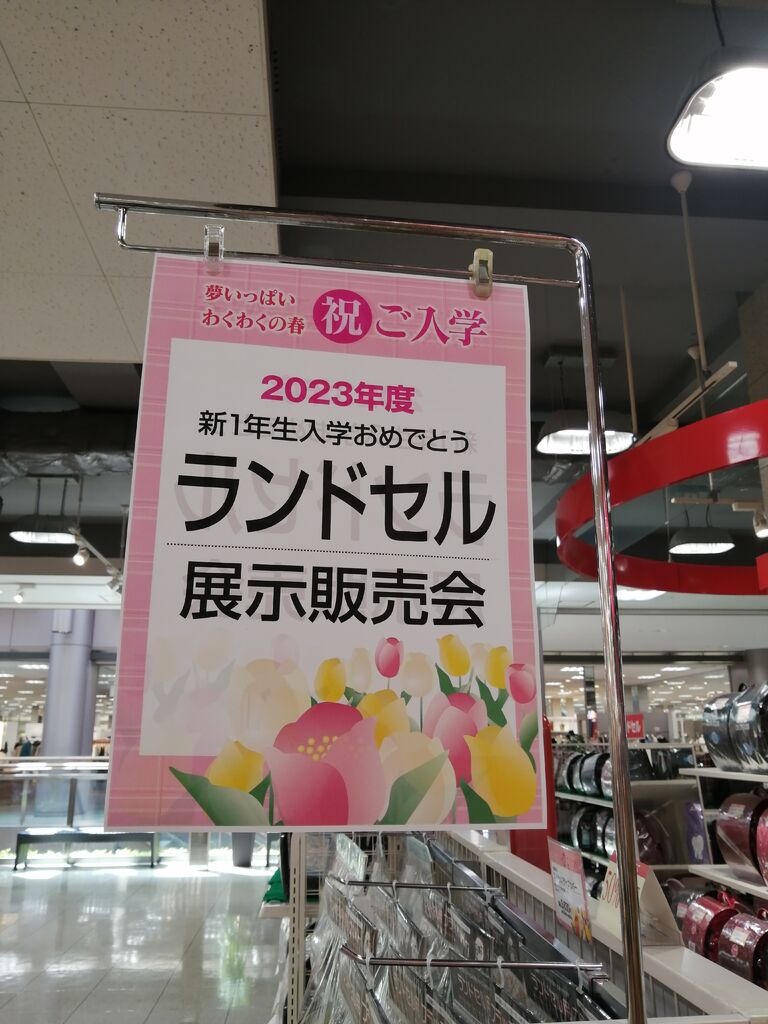 夢いっぱい
わくわくの春
祝ご入学
2023年度
新1年生入学おめでとう
ランドセル
展示販売会